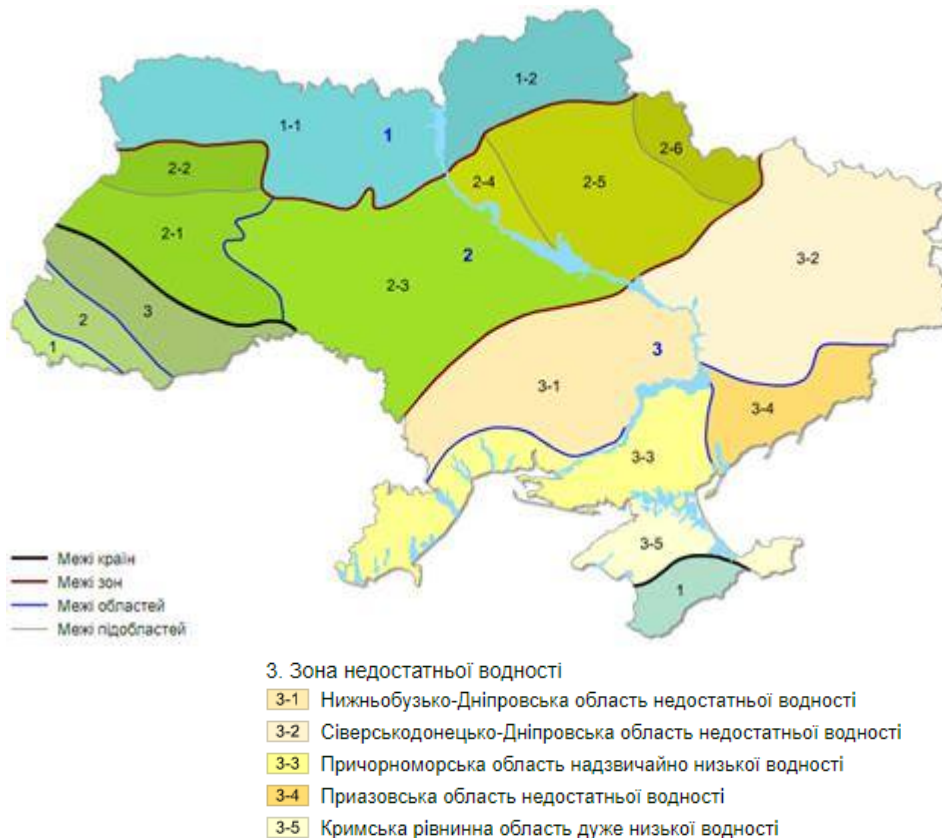 1-2
1-1
1
2-6
2-2
2-4
2-5
2-1
2
3-2
2-3
3
2
1
3
3-1
3-4
3-3
3-5
1
Межі країн
Межі зон
Межі областей
Межі підобластей
3. Зона недостатньої водності
3-1 Нижньобузько-Дніпровська область недостатньої водності
3-2 Сіверськодонецько-Дніпровська область недостатньої водності
3-3 Причорноморська область надзвичайно низької водності
3-4 Приазовська область недостатньої водності
3-5 Кримська рівнинна область дуже низької водності